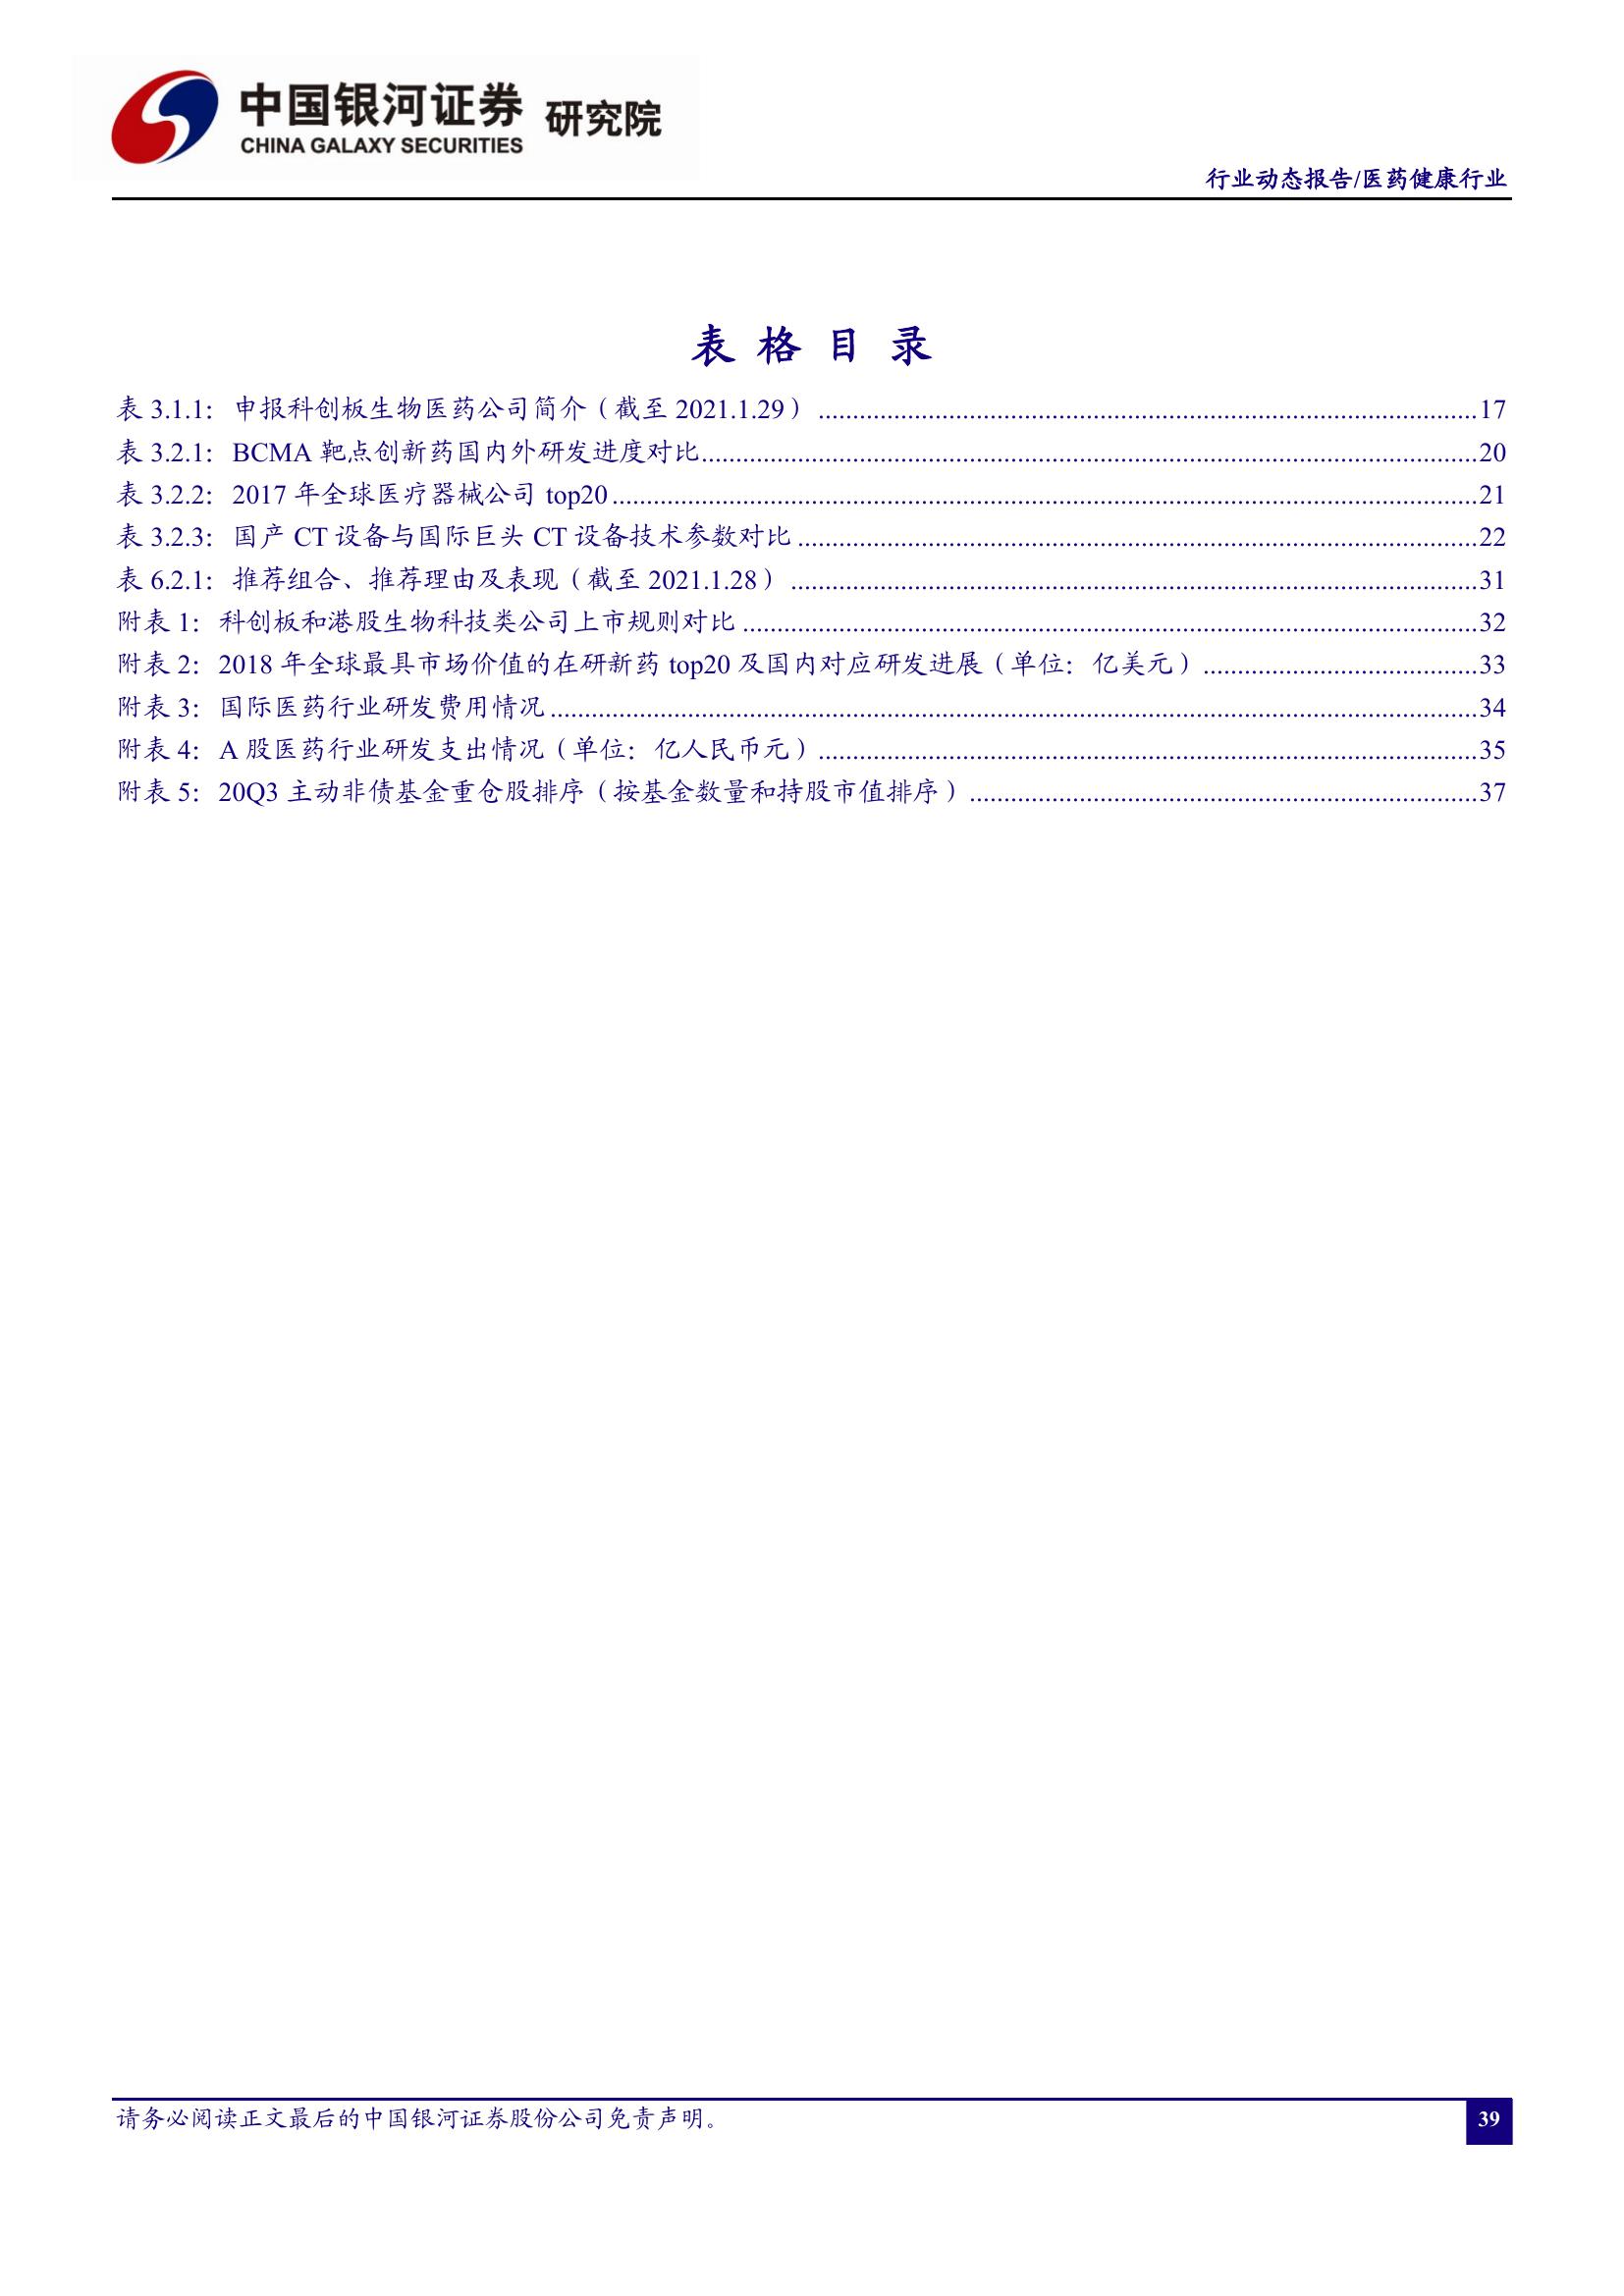 中国银河证券 研究院
CHINA GALAXY SECURITIES
行业动态报告/医药健康行业
表 格 目 录
表 3.1.1：申报科创板生物医药公司简介（截至 2021.1.29）.....17
表 3.2.1：BCMA 靶点创新药国内外研发进度对比.....20
表 3.2.2：2017 年全球医疗器械公司 top20.....21
表 3.2.3：国产 CT 设备与国际巨头 CT 设备技术参数对比.....22
表 6.2.1：推荐组合、推荐理由及表现（截至 2021.1.28）.....31
附表 1：科创板和港股生物科技类公司上市规则对比.....32
附表 2：2018 年全球最具市场价值的在研新药 top20 及国内对应研发进展（单位：亿美元）.....33
附表 3：国际医药行业研发费用情况.....34
附表 4：A 股医药行业研发支出情况（单位：亿人民币元）.....35
附表 5：20Q3 主动非债基金重仓股排序（按基金数量和持股市值排序）.....37
请务必阅读正文最后的中国银河证券股份公司免责声明。
39